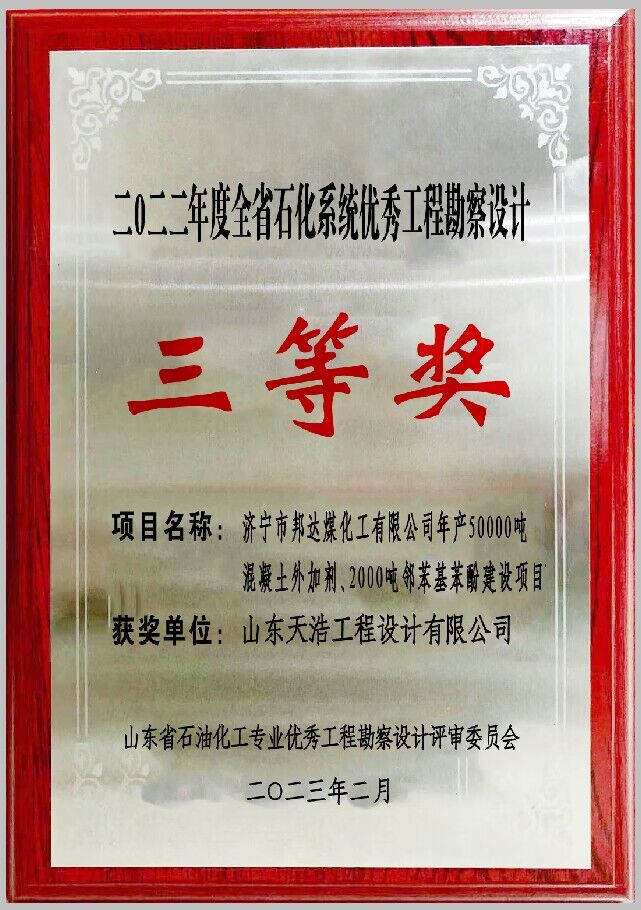 二0二二年度全省石化系统优秀工程勘察设计
三等奖
项目名称：济宁市邦达煤化工有限公司年产50000吨
混凝土外加剂、2000吨邻苯基苯酚建设项目
获奖单位：山东天浩工程设计有限公司
山东省石油化工专业优秀工程勘察设计评审委员会
二〇二三年二月